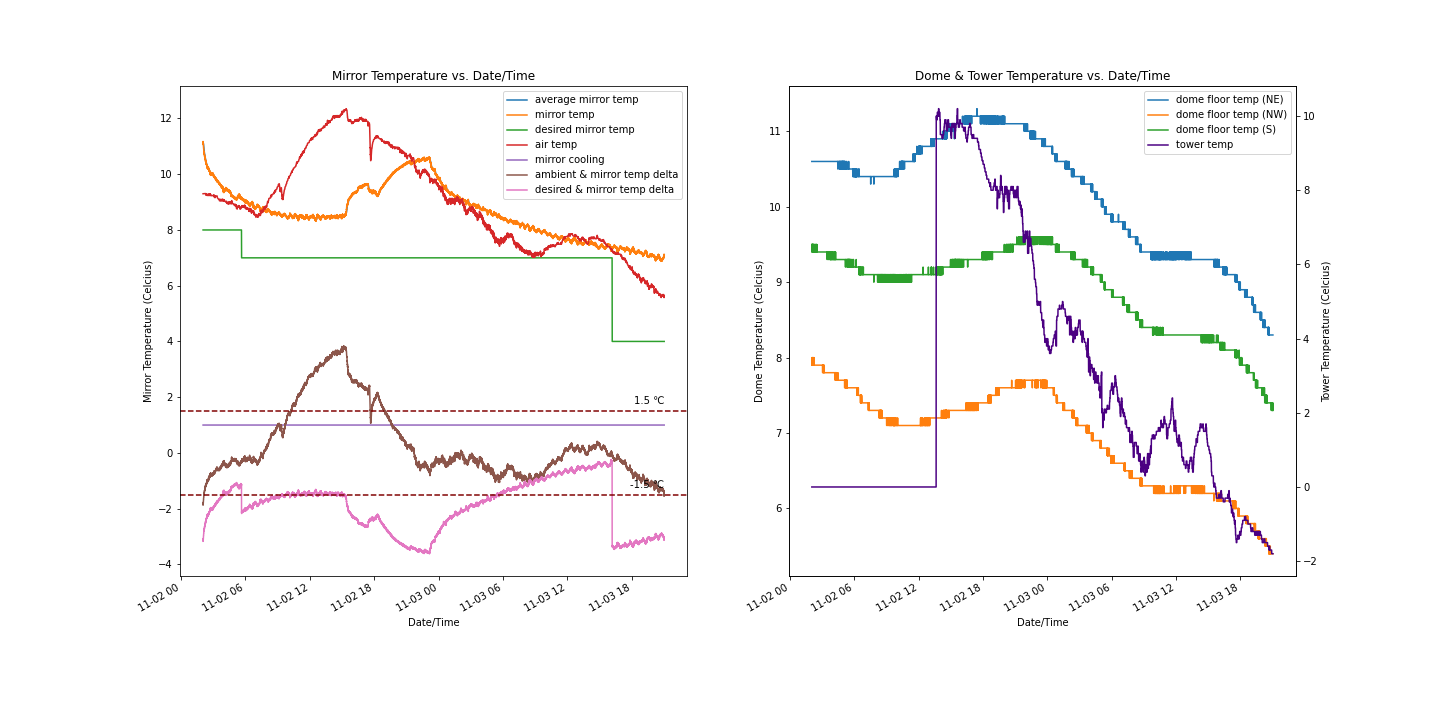 Mirror Temperature vs. Date/Time
Mirror Temperature (Celcius)
12
10
8
6
4
2
0
−2
−4
average mirror temp
mirror temp
desired mirror temp
air temp
mirror cooling
ambient & mirror temp delta
desired & mirror temp delta
1.5 °C
-1.5 °C
11-02 00
11-02 06
11-02 12
11-02 18
11-03 00
11-03 06
11-03 12
11-03 18
Date/Time
Dome & Tower Temperature vs. Date/Time
Dome Temperature (Celcius)
11
10
9
8
7
6
dome floor temp (NE)
dome floor temp (NW)
dome floor temp (S)
tower temp
10
8
6
4
2
0
−2
Tower Temperature (Celcius)
11-02 00
11-02 06
11-02 12
11-02 18
11-03 00
11-03 06
11-03 12
11-03 18
Date/Time